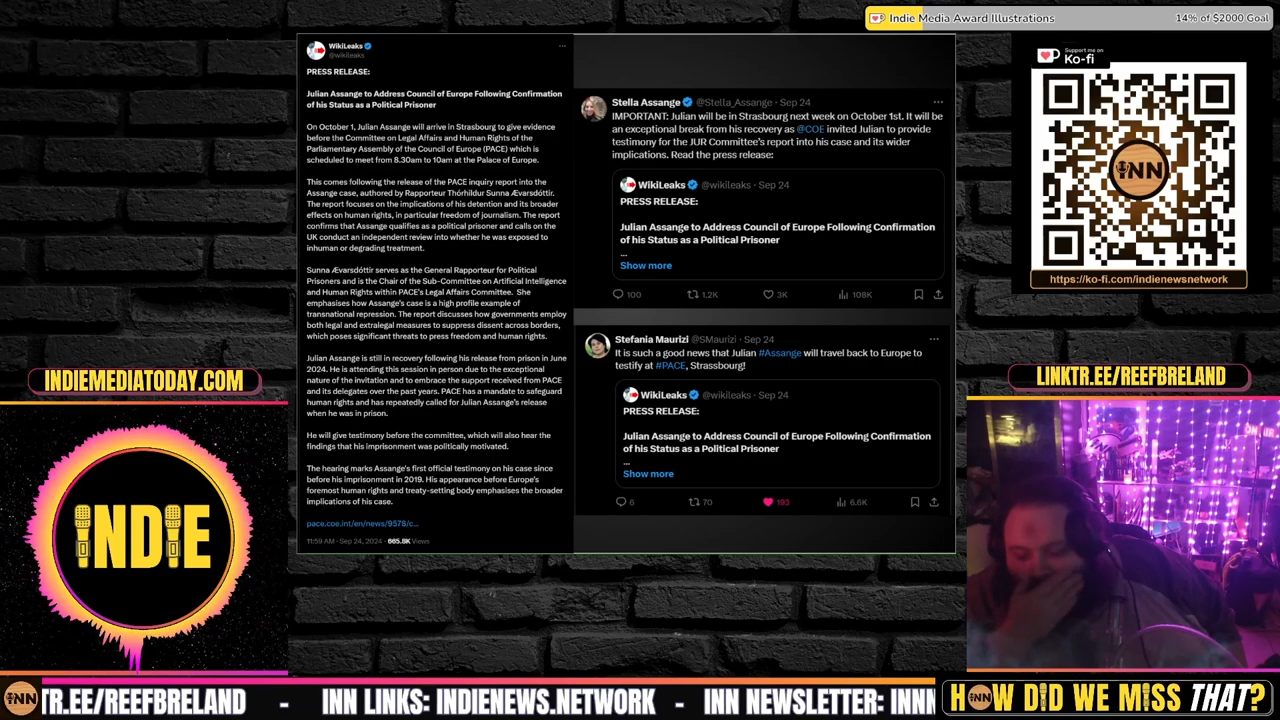 Indie Media Award Illustrations
14% of $2000 Goal
WikiLeaks
@wikileaks
PRESS RELEASE:
Julian Assange to Address Council of Europe Following Confirmation
of his Status as a Political Prisoner
On October 1, Julian Assange will arrive in Strasbourg to give evidence
before the Committee on Legal Affairs and Human Rights of the
Parliamentary Assembly of the Council of Europe (PACE) which is
scheduled to meet from 8.30am to 10am at the Palace of Europe.
This comes following the release of the PACE inquiry report into the
Assange case, authored by Rapporteur Thórhildur Sunna Ævarsdóttir.
The report focuses on the implications of his detention and its broader
effects on human rights, in particular freedom of journalism. The report
confirms that Assange qualifies as a political prisoner and calls on the
UK conduct an independent review into whether he was exposed to
inhuman or degrading treatment.
Sunna Ævarsdóttir serves as the General Rapporteur for Political
Prisoners and is the Chair of the Sub-Committee on Artificial Intelligence
and Human Rights within PACE's Legal Affairs Committee. She
emphasises how Assange's case is a high profile example of
transnational repression. The report discusses how governments employ
both legal and extralegal measures to suppress dissent across borders,
which poses significant threats to press freedom and human rights.
Julian Assange is still in recovery following his release from prison in June
2024. He is attending this session in person due to the exceptional
nature of the invitation and to embrace the support received from PACE
and its delegates over the past years. PACE has a mandate to safeguard
human rights and has repeatedly called for Julian Assange's release
when he was in prison.
He will give testimony before the committee, which will also hear the
findings that his imprisonment was politically motivated.
The hearing marks Assange's first official testimony on his case since
before his imprisonment in 2019. His appearance before Europe's
foremost human rights and treaty-setting body emphasises the broader
implications of his case.
pace.coe.int/en/news/9578/c...
11:59 AM · Sep 24, 2024 · 665.8K Views
Stella Assange @Stella_Assange · Sep 24
IMPORTANT: Julian will be in Strasbourg next week on October 1st. It will be
an exceptional break from his recovery as @COE invited Julian to provide
testimony for the JUR Committee's report into his case and its wider
implications. Read the press release:
WikiLeaks @wikileaks · Sep 24
PRESS RELEASE:
Julian Assange to Address Council of Europe Following Confirmation
of his Status as a Political Prisoner
...
Show more
100 1.2K 3K 108K
Stefania Maurizi @SMaurizi · Sep 24
It is such a good news that Julian #Assange will travel back to Europe to
testify at #PACE, Strasbourg!
WikiLeaks @wikileaks · Sep 24
PRESS RELEASE:
Julian Assange to Address Council of Europe Following Confirmation
of his Status as a Political Prisoner
...
Show more
6 70 193 6.6K
Support me on
Ko-fi
INN
https://ko-fi.com/indienewsnetwork
INDIEMEDIATODAY.COM
LINKTR.EE/REEFBRELAND
INDIE
ON
INN
TR.EE/REEFBRELAND - INN LINKS: INDIENEWS.NETWORK - INN NEWSLETTER: INN
HOW DID WE MISS THAT?
INN